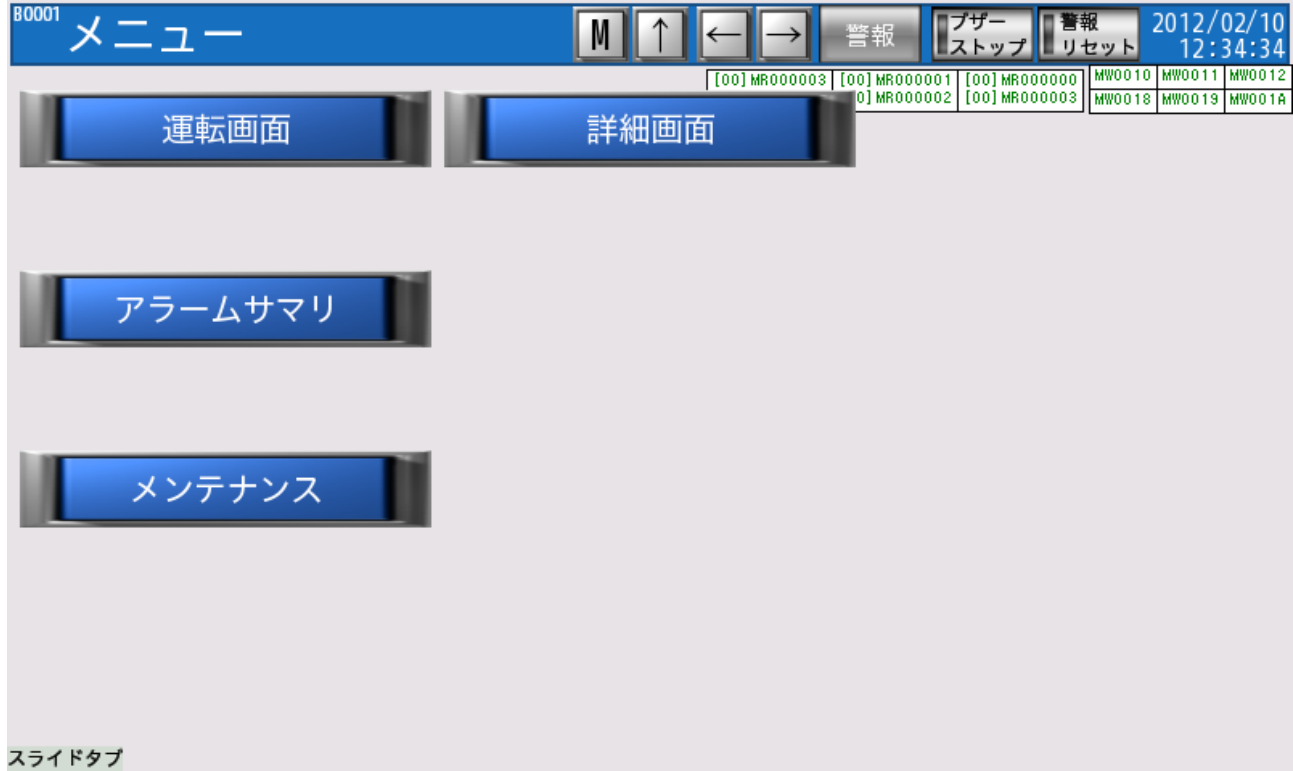 B0001
メニュー
M ↑ ← → 警報
ブザー
ストップ
警報
リセット
2012/02/10
12:34:34
[00]MR000003 [00]MR000001 [00]MR000000 MW0010 MW0011 MW0012
0]MR000002 [00]MR000003 MW0018 MW0019 MW001A
運転画面 詳細画面
アラームサマリ
メンテナンス
スライドタブ